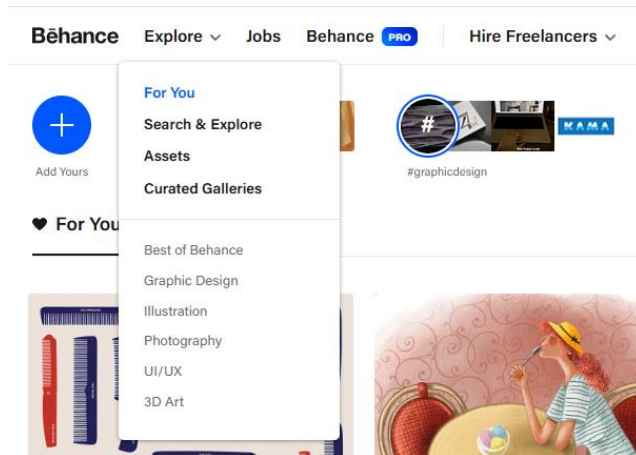 Bēhance
Explore
Jobs
Behance PRO
Hire Freelancers
For You
Search & Explore
Assets
Curated Galleries
Best of Behance
Graphic Design
Illustration
Photography
UI/UX
3D Art
Add Yours
#
KAMA
#graphicdesign
For You